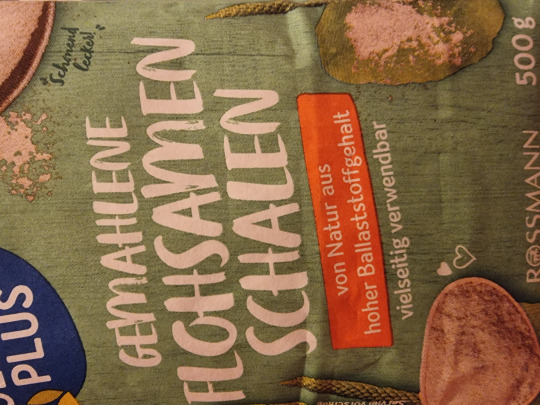 Schmeckt
lecker!
PLUS
GEMAHLENE
FLOHSAMEN
SCHALEN
von Natur aus
hoher Ballaststoffgehalt
vielseitig verwendbar
ROSSMANN
500 g